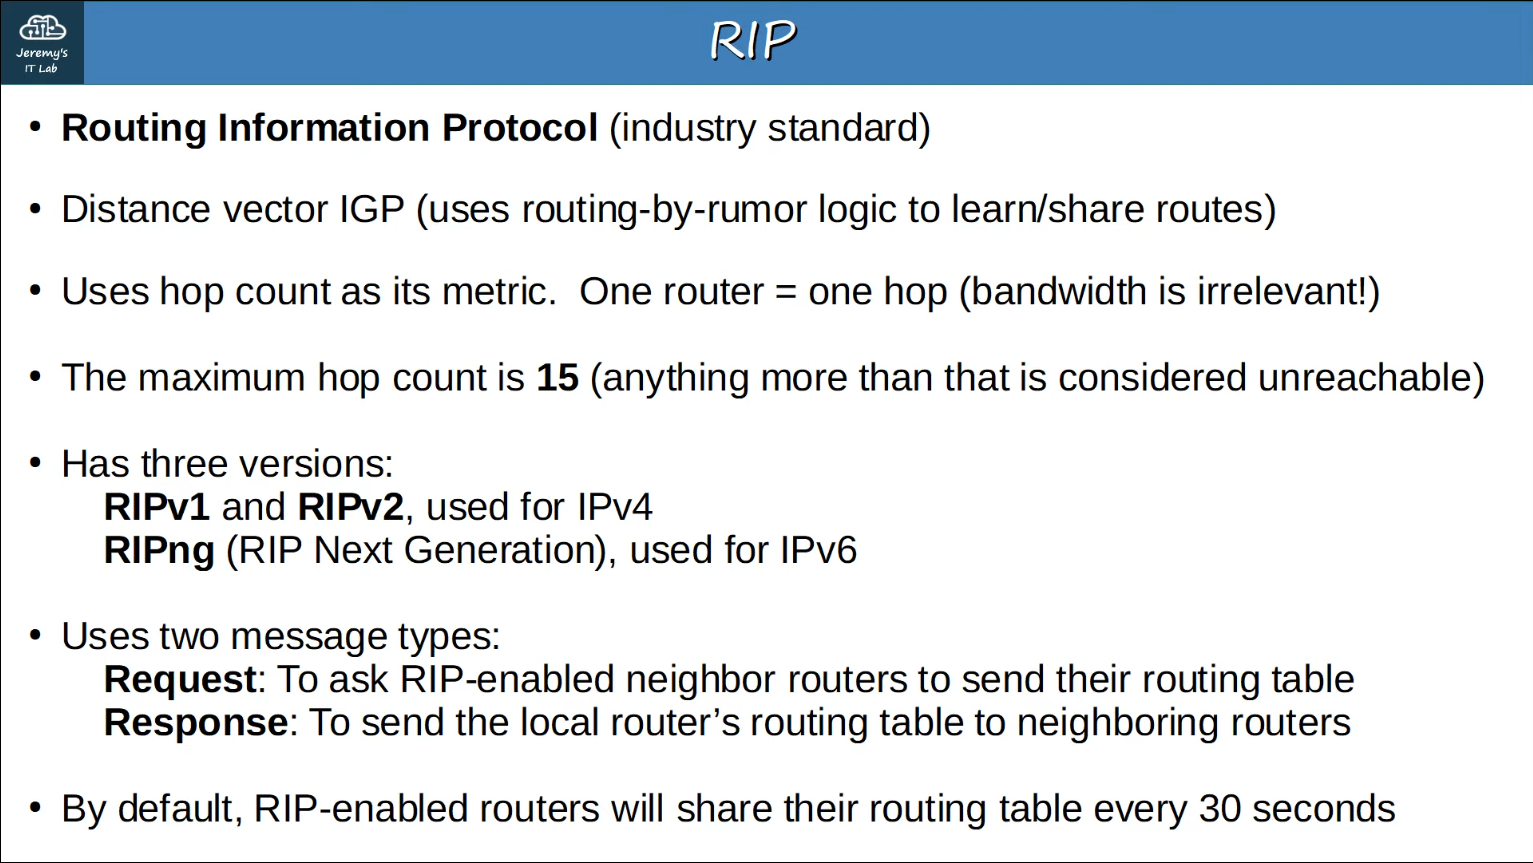 Jeremy's
IT Lab
RIP
• Routing Information Protocol (industry standard)
• Distance vector IGP (uses routing-by-rumor logic to learn/share routes)
• Uses hop count as its metric.  One router = one hop (bandwidth is irrelevant!)
• The maximum hop count is 15 (anything more than that is considered unreachable)
• Has three versions:
RIPv1 and RIPv2, used for IPv4
RIPng (RIP Next Generation), used for IPv6
• Uses two message types:
Request: To ask RIP-enabled neighbor routers to send their routing table
Response: To send the local router’s routing table to neighboring routers
• By default, RIP-enabled routers will share their routing table every 30 seconds